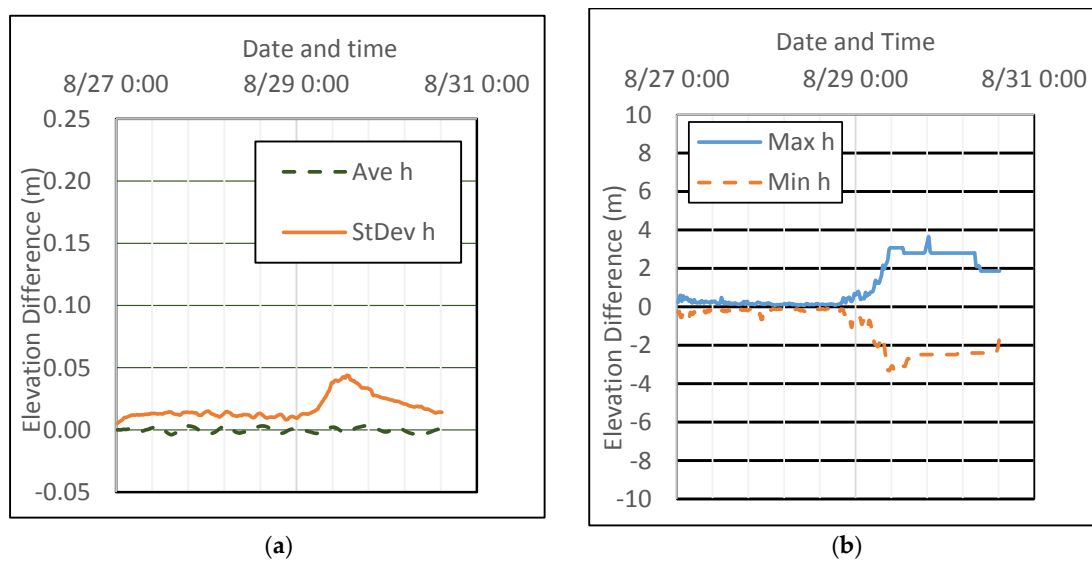 Date and time
8/27 0:00 8/29 0:00 8/31 0:00
0.25
0.20
0.15
0.10
0.05
0.00
-0.05
Elevation Difference (m)
Ave h
StDev h
(a)
Date and Time
8/27 0:00 8/29 0:00 8/31 0:00
10
8
6
4
2
0
-2
-4
-6
-8
-10
Elevation Difference (m)
Max h
Min h
(b)